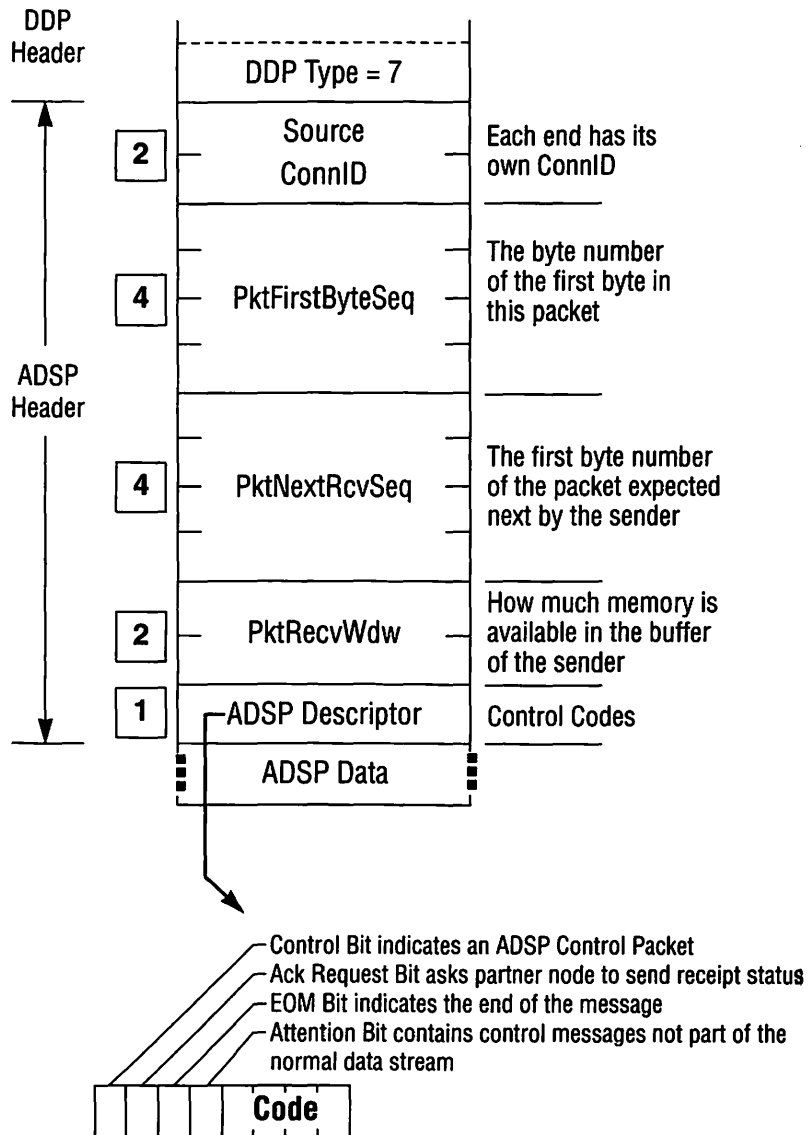 DDP
Header
DDP Type = 7
2
Source
ConnID
Each end has its
own ConnID
4
PktFirstByteSeq
The byte number
of the first byte in
this packet
ADSP
Header
4
PktNextRcvSeq
The first byte number
of the packet expected
next by the sender
2
PktRecvWdw
How much memory is
available in the buffer
of the sender
1
ADSP Descriptor
Control Codes
ADSP Data
Control Bit indicates an ADSP Control Packet
Ack Request Bit asks partner node to send receipt status
EOM Bit indicates the end of the message
Attention Bit contains control messages not part of the
normal data stream
Code